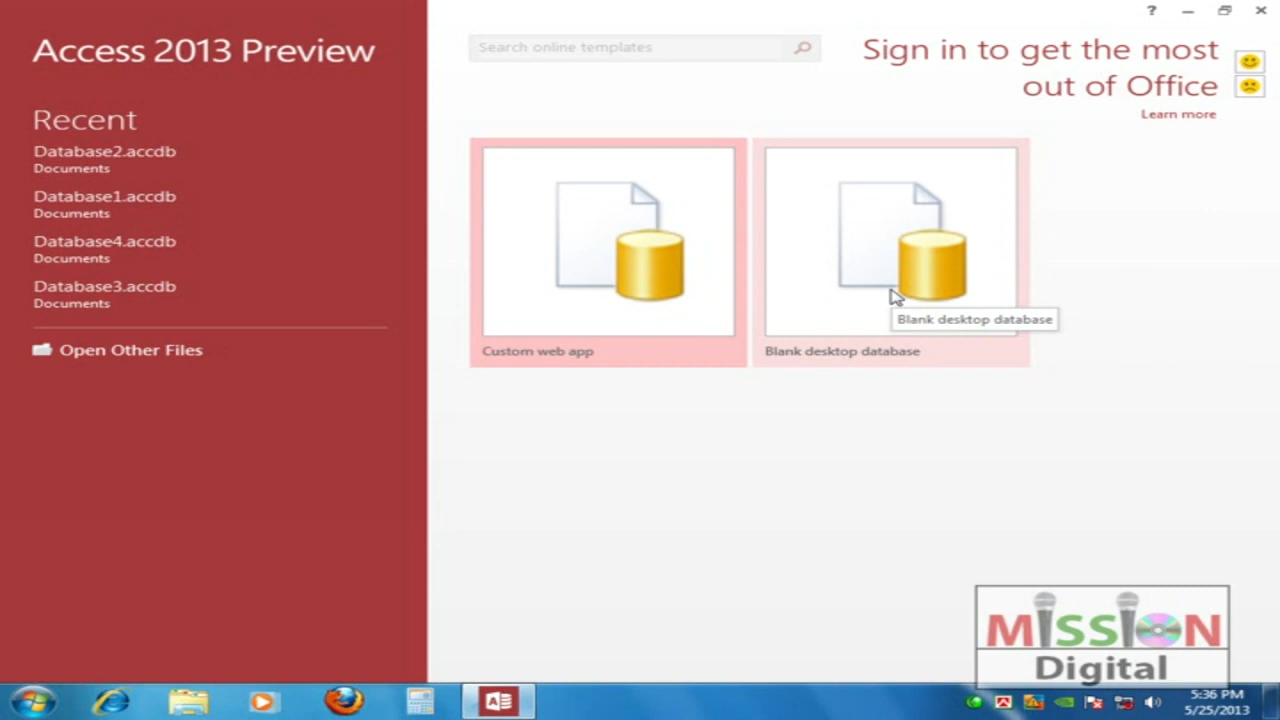 ?
Access 2013 Preview
Search online templates
Sign in to get the most
out of Office
Learn more
Recent
Database2.accdb
Documents
Database1.accdb
Documents
Database4.accdb
Documents
Database3.accdb
Documents
Open Other Files
Blank desktop database
Custom web app
Blank desktop database
MISSION
Digital
5:36 PM
5/25/2013